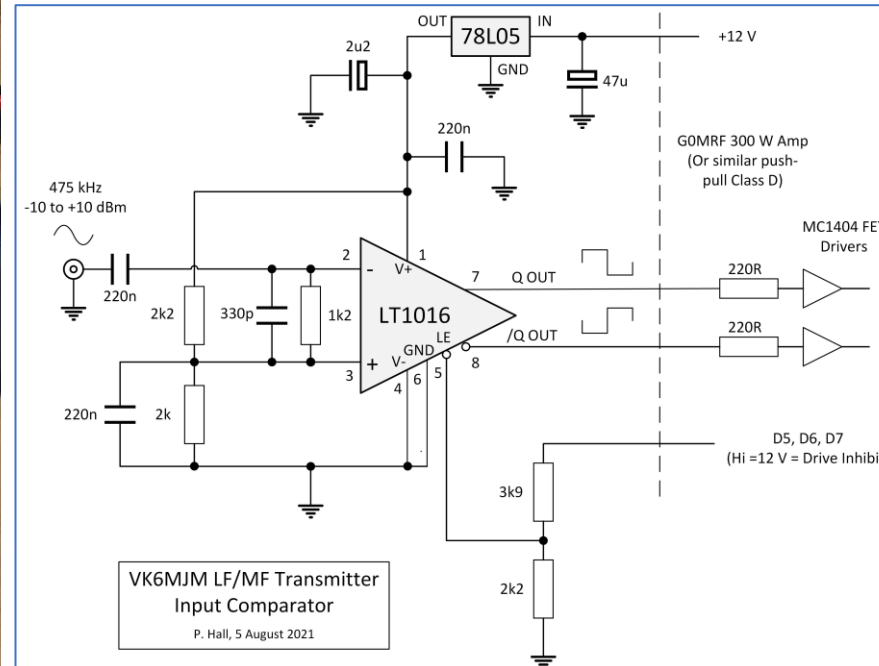 OUT
78L05
IN
GND
+12 V
2u2
47u
220n
G0MRF 300 W Amp
(Or similar push-
pull Class D)
475 kHz
-10 to +10 dBm
MC1404 FE
Drivers
2
-
V+
1
7
Q OUT
220R
220n
2k2
330p
1k2
LT1016
LE
GND
/Q OUT
220R
+
V-
3
4
6
5
8
220n
2k
D5, D6, D7
(Hi =12 V = Drive Inhibi
3k9
2k2
VK6MJM LF/MF Transmitter
Input Comparator
P. Hall, 5 August 2021